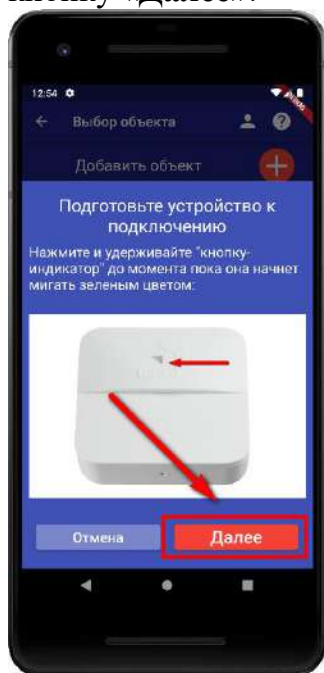 кнопку «Далее».
12:54
Выбор объекта
Добавить объект
Подготовьте устройство к
подключению
Нажмите и удерживайте "кнопку-
индикатор" до момента пока она начнет
мигать зеленым цветом:
Отмена
Далее